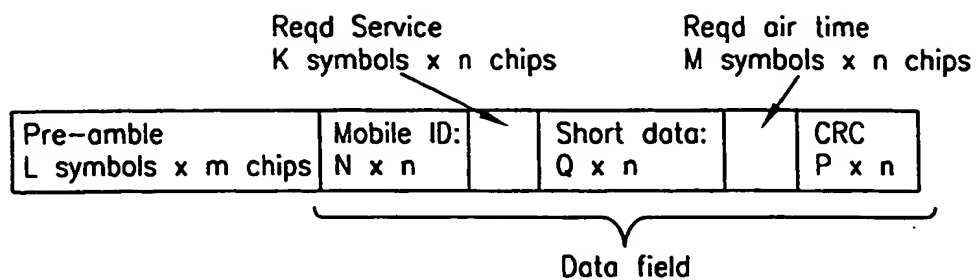 Reqd Service
K symbols x n chips
Reqd air time
M symbols x n chips
Pre-amble
L symbols x m chips
Mobile ID:
N x n
Short data:
Q x n
CRC
P x n
Data field